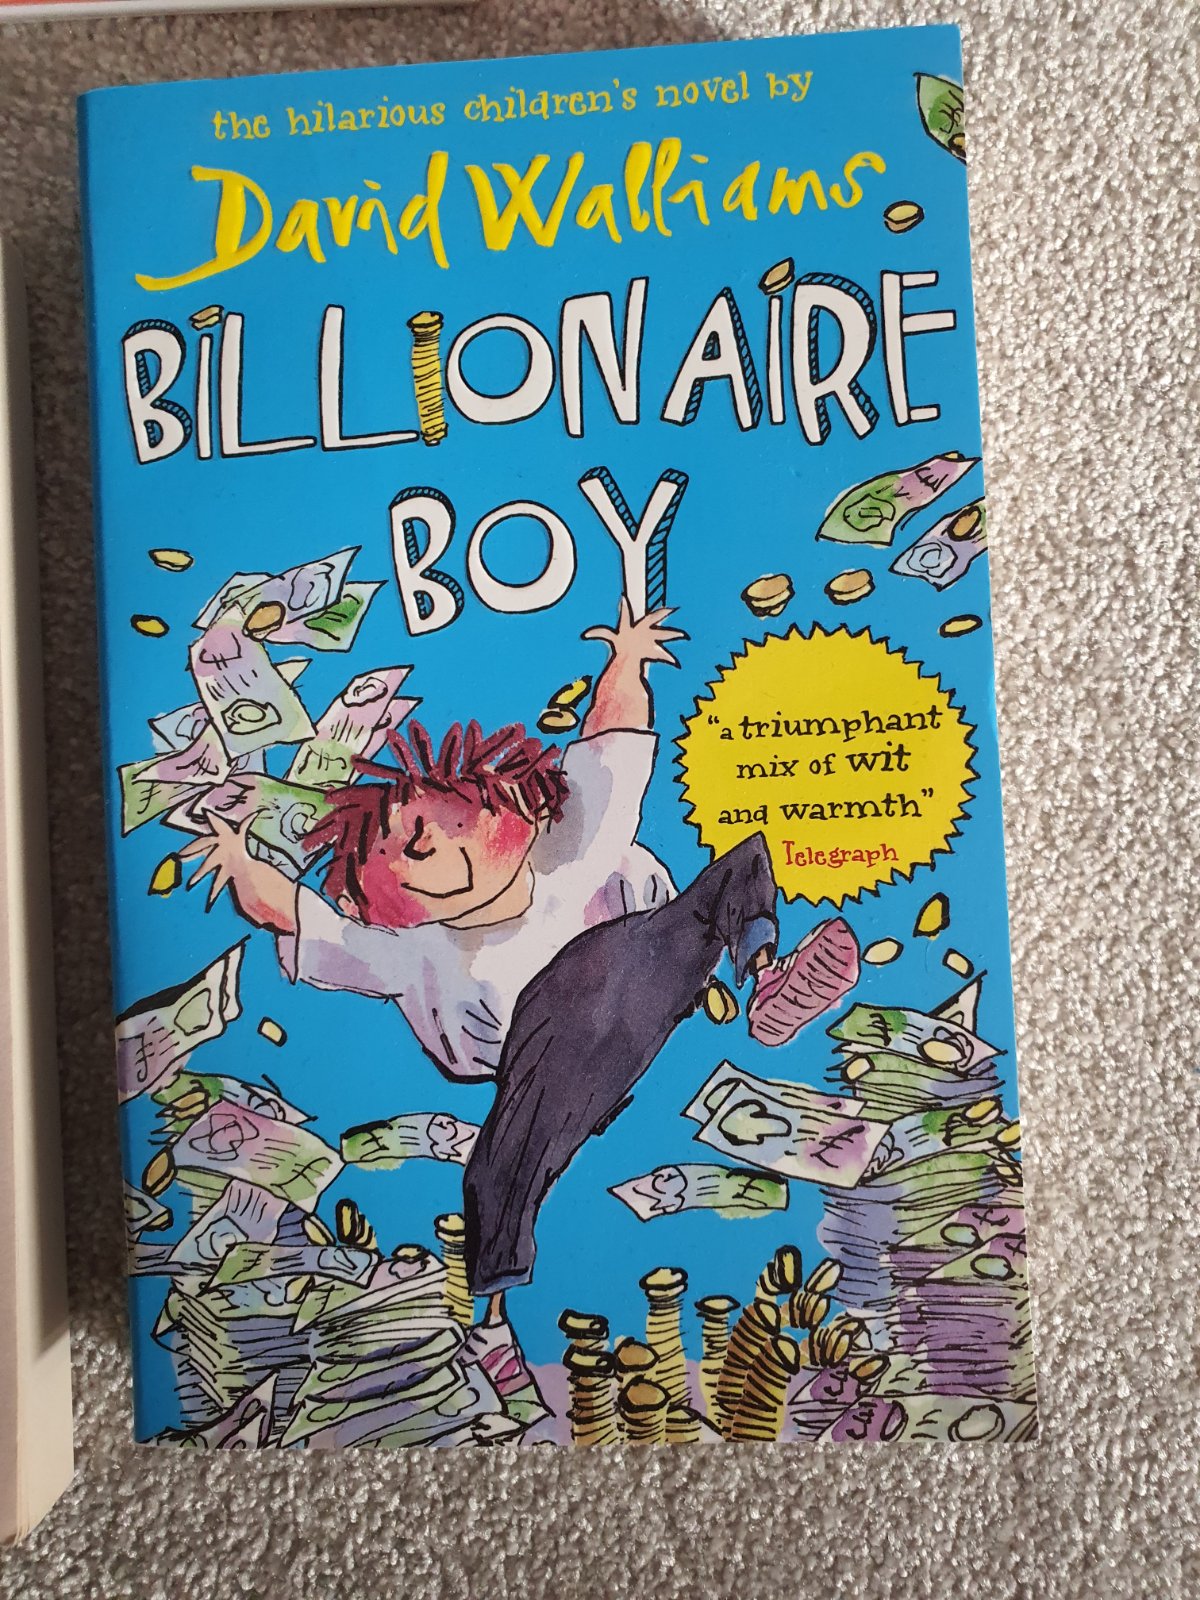 the hilarious children's novel by
David Walliams
BILLIONAIRE
BOY
"a triumphant
mix of wit
and warmth"
Telegraph